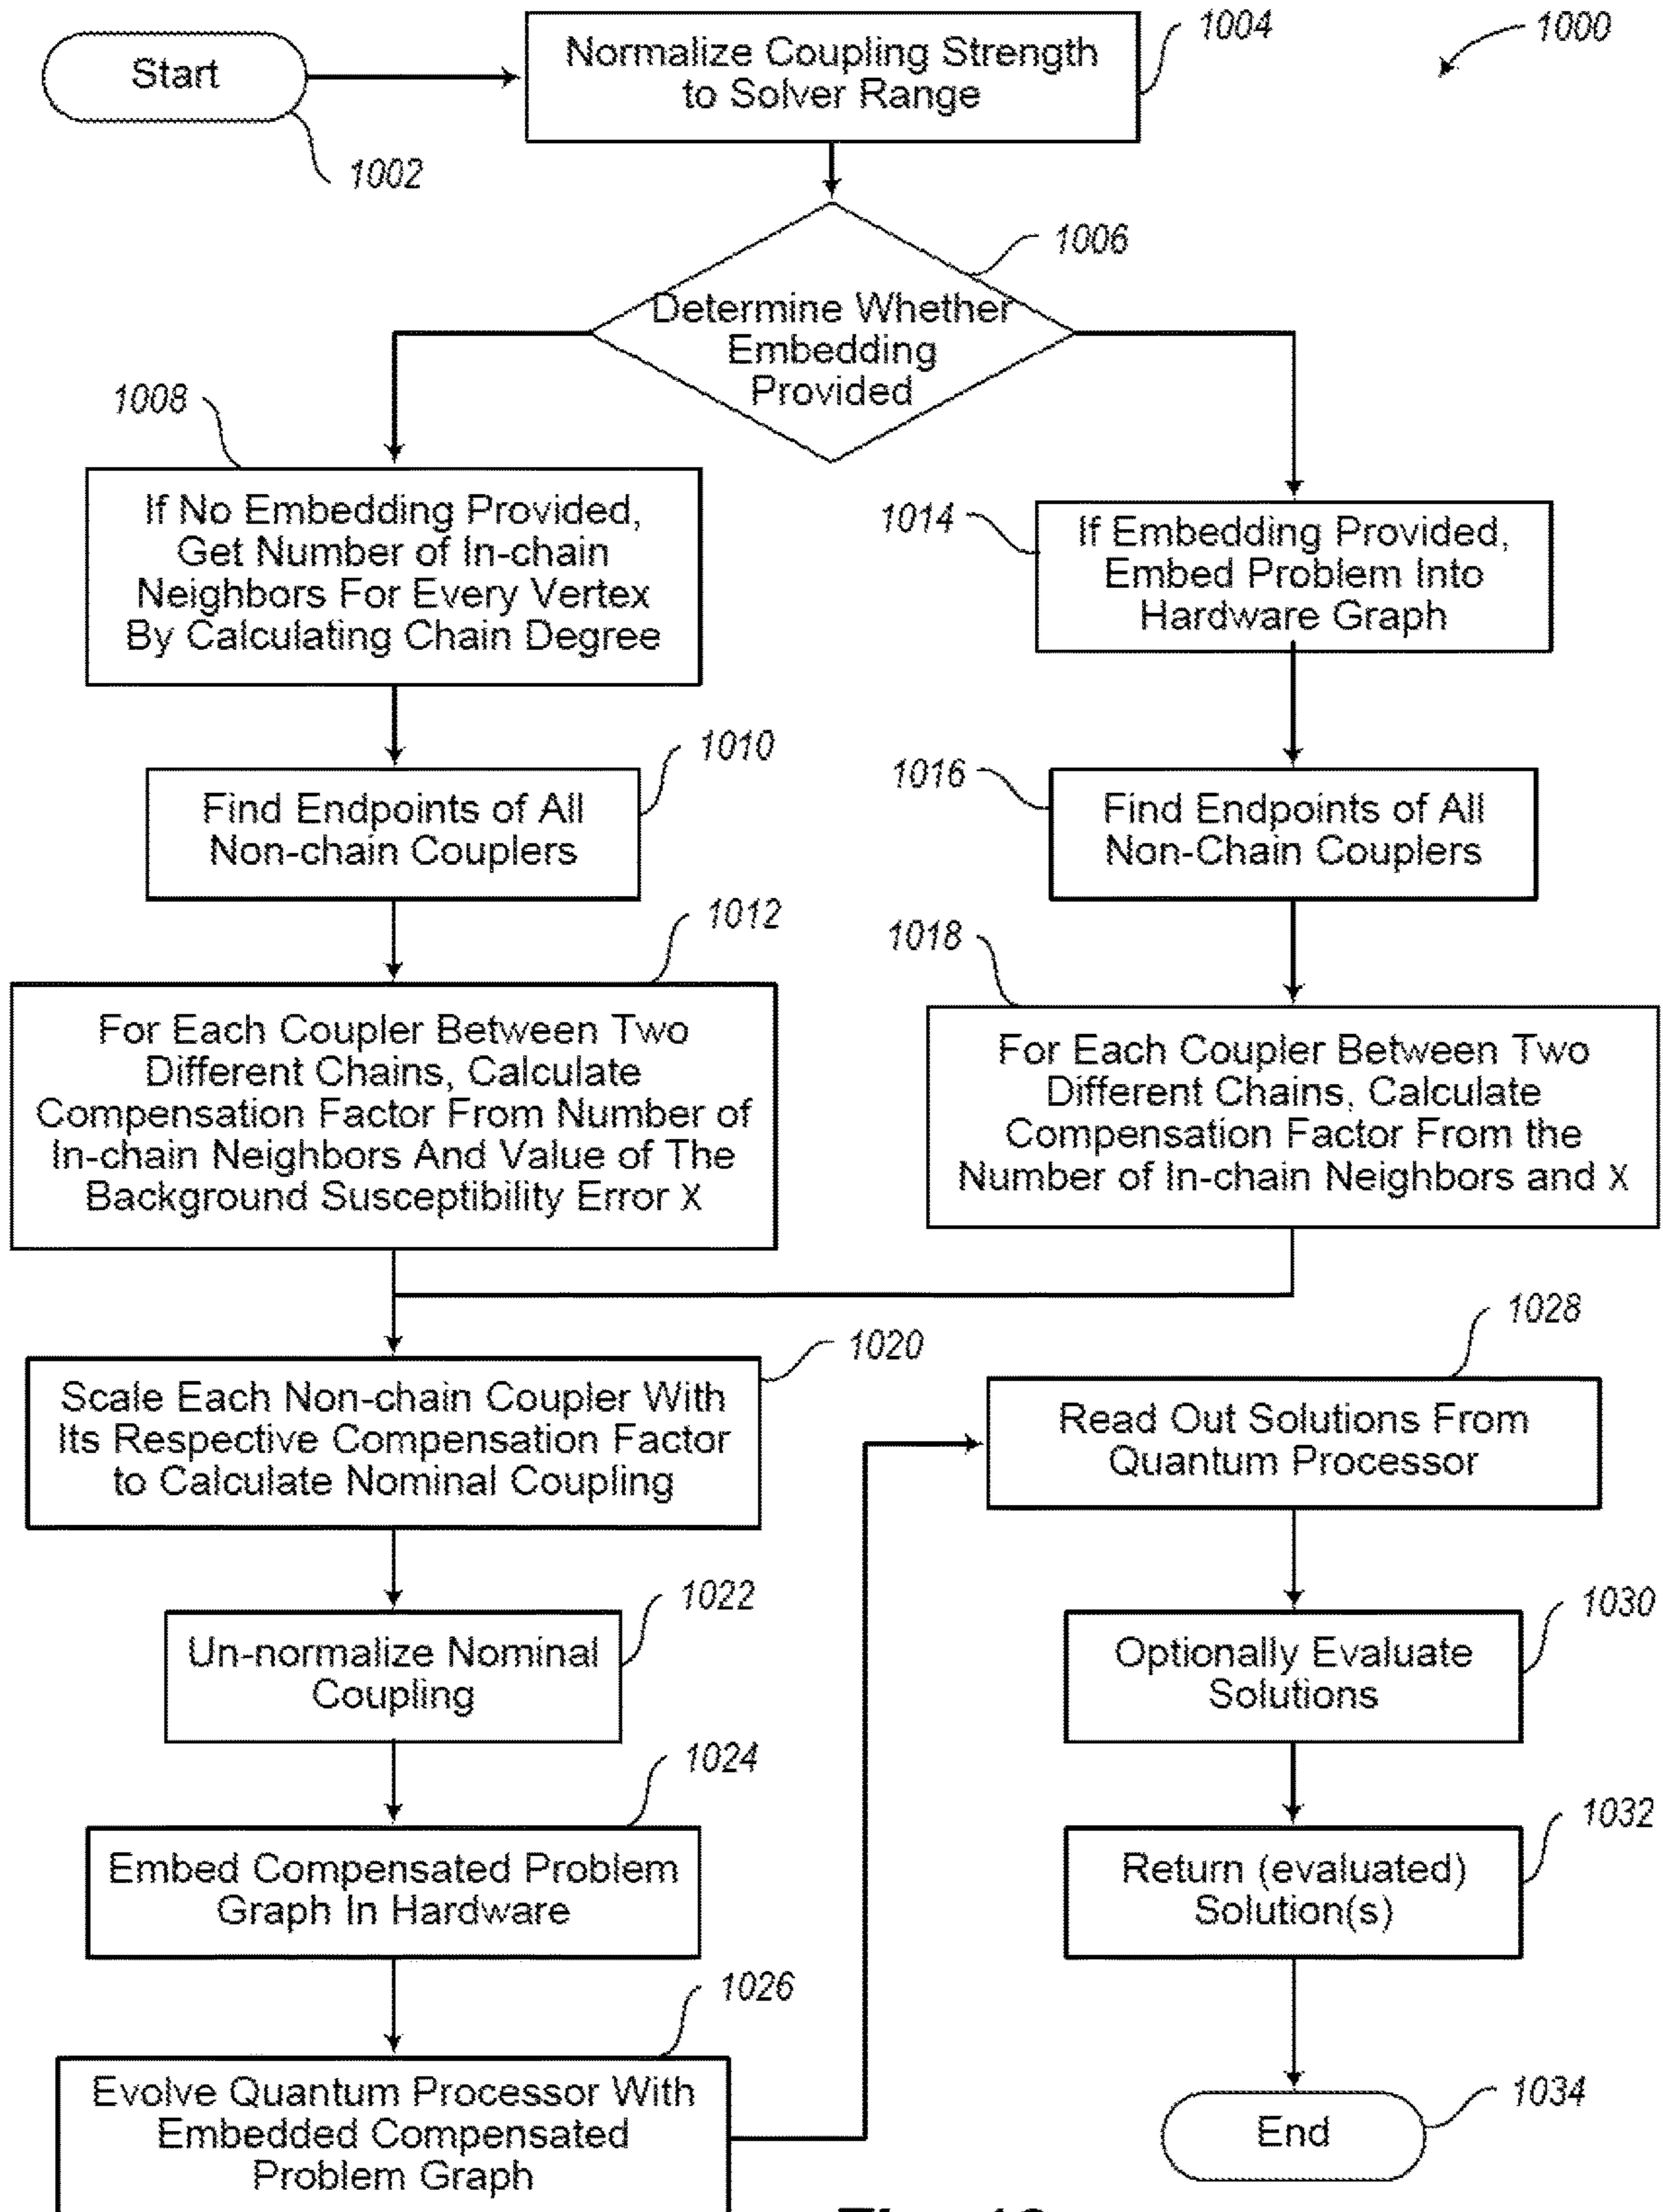 1000
Start
1002
Normalize Coupling Strength
to Solver Range
1004
Determine Whether
Embedding
Provided
1006
1008
If No Embedding Provided,
Get Number of In-chain
Neighbors For Every Vertex
By Calculating Chain Degree
1014
If Embedding Provided,
Embed Problem Into
Hardware Graph
1010
Find Endpoints of All
Non-chain Couplers
1016
Find Endpoints of All
Non-Chain Couplers
1012
For Each Coupler Between Two
Different Chains, Calculate
Compensation Factor From Number of
In-chain Neighbors And Value of The
Background Susceptibility Error χ
1018
For Each Coupler Between Two
Different Chains, Calculate
Compensation Factor From the
Number of In-chain Neighbors and χ
1020
Scale Each Non-chain Coupler With
Its Respective Compensation Factor
to Calculate Nominal Coupling
1022
Un-normalize Nominal
Coupling
1024
Embed Compensated Problem
Graph In Hardware
1026
Evolve Quantum Processor With
Embedded Compensated
Problem Graph
1028
Read Out Solutions From
Quantum Processor
1030
Optionally Evaluate
Solutions
1032
Return (evaluated)
Solution(s)
End
1034